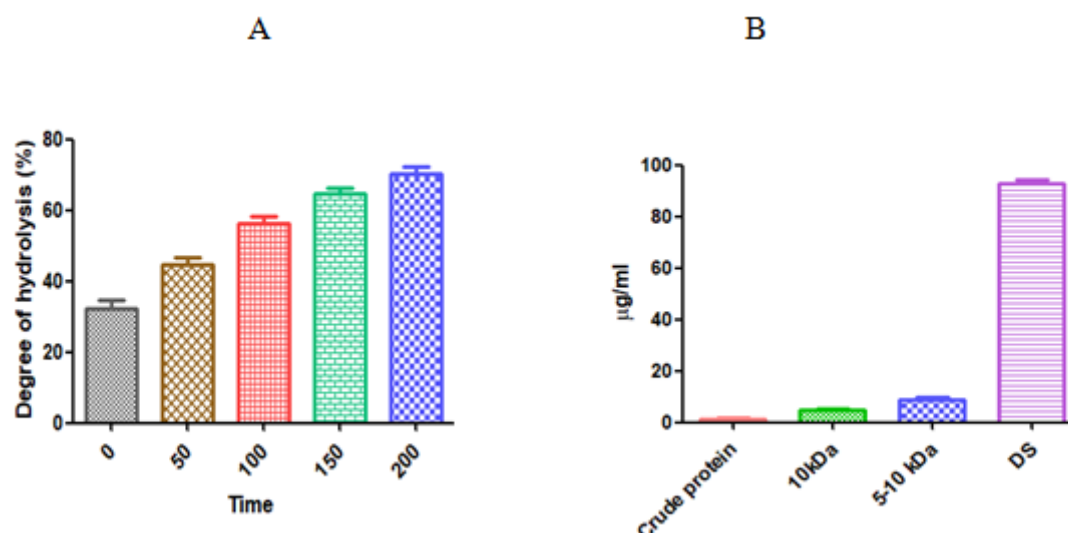 A
B
Degree of hydrolysis (%)
80
60
40
20
0
0
50
100
150
200
Time
µg/ml
100
80
60
40
20
0
Crude protein
10kDa
5-10 kDa
DS